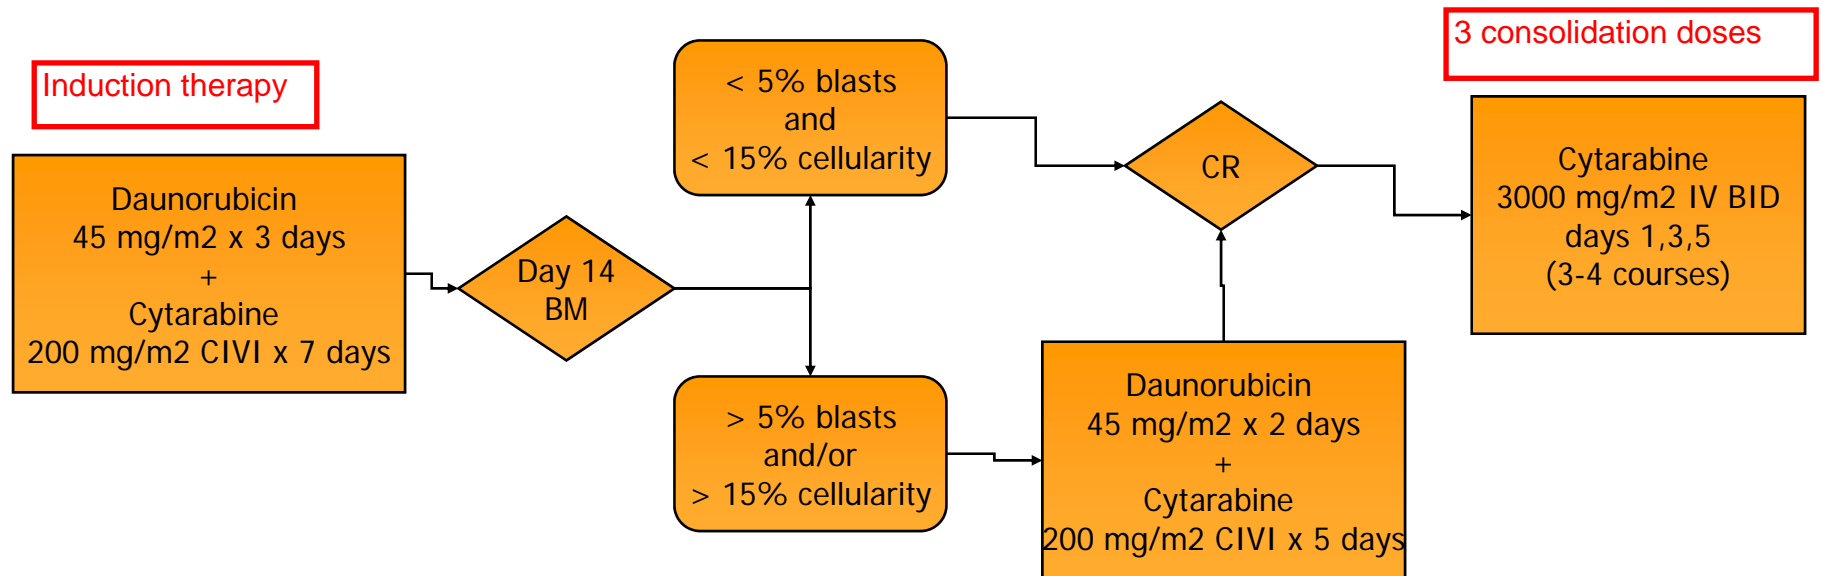 Induction therapy
Daunorubicin
45 mg/m2 x 3 days
+
Cytarabine
200 mg/m2 CIVI x 7 days
Day 14
BM
< 5% blasts
and
< 15% cellularity
> 5% blasts
and/or
> 15% cellularity
Daunorubicin
45 mg/m2 x 2 days
+
Cytarabine
200 mg/m2 CIVI x 5 days
CR
3 consolidation doses
Cytarabine
3000 mg/m2 IV BID
days 1,3,5
(3-4 courses)